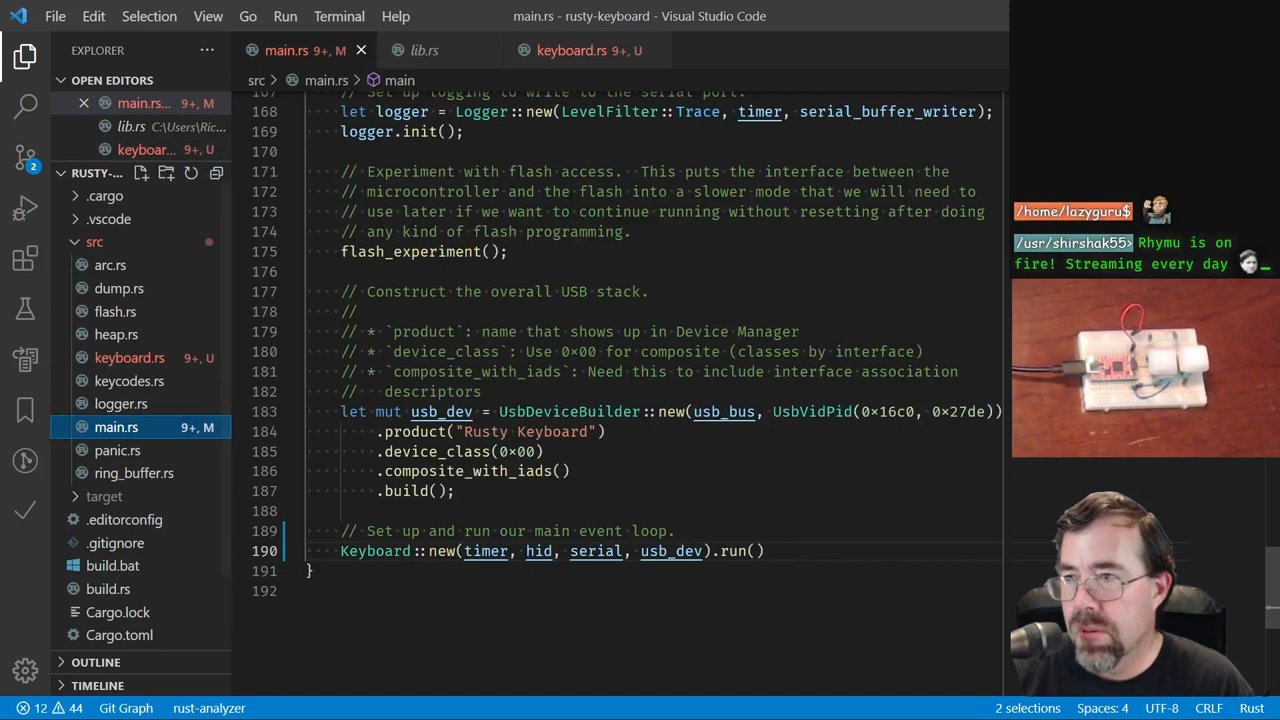 File Edit Selection View Go Run Terminal Help main.rs - rusty-keyboard - Visual Studio Code
EXPLORER ···
OPEN EDITORS
main.rs... 9+, M
lib.rs C:\Users\Ric...
keyboar... 9+, U
RUSTY-...
.cargo
.vscode
src
arc.rs
dump.rs
flash.rs
heap.rs
keyboard.rs 9+, U
keycodes.rs
logger.rs
main.rs 9+, M
panic.rs
ring_buffer.rs
target
.editorconfig
.gitignore
build.bat
build.rs
Cargo.lock
Cargo.toml
OUTLINE
TIMELINE
2
main.rs 9+, M lib.rs keyboard.rs 9+, U
src > main.rs > main
167 // Set up logging to write to the serial port.
168 let logger = Logger::new(LevelFilter::Trace, timer, serial_buffer_writer);
169 logger.init();
170
171 // Experiment with flash access. This puts the interface between the
172 // microcontroller and the flash into a slower mode that we will need to
173 // use later if we want to continue running without resetting after doing
174 // any kind of flash programming.
175 flash_experiment();
176
177 // Construct the overall USB stack.
178 //
179 // * `product`: name that shows up in Device Manager
180 // * `device_class`: Use 0x00 for composite (classes by interface)
181 // * `composite_with_iads`: Need this to include interface association
182 // descriptors
183 let mut usb_dev = UsbDeviceBuilder::new(usb_bus, UsbVidPid(0x16c0, 0x27de))
184 .product("Rusty Keyboard")
185 .device_class(0x00)
186 .composite_with_iads()
187 .build();
188
189 // Set up and run our main event loop.
190 Keyboard::new(timer, hid, serial, usb_dev).run()
191 }
192
/home/lazyguru$
/usr/shirshak55> Rhymu is on
fire! Streaming every day
12 44 Git Graph rust-analyzer 2 selections Spaces: 4 UTF-8 CRLF Rust